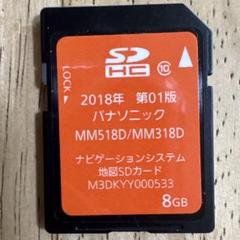 SD
HC
10
LOCK
2018年 第01版
パナソニック
MM518D/MM318D
ナビゲーションシステム
地図SDカード
M3DKYY000533
8GB